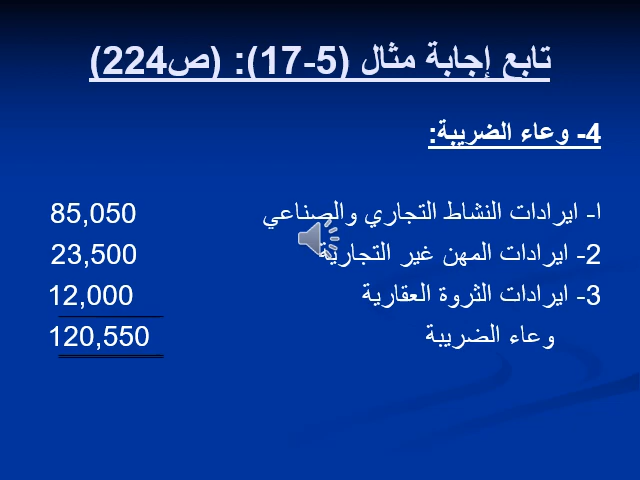 تابع إجابة مثال (5-17): (ص224)
4- وعاء الضريبة:
ا- ايرادات النشاط التجاري والصناعي 85,050
2- ايرادات المهن غير التجارية 23,500
3- ايرادات الثروة العقارية 12,000
وعاء الضريبة 120,550